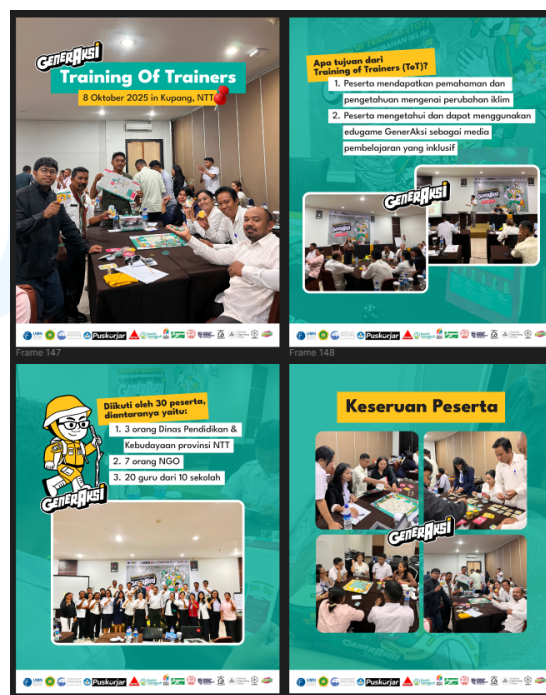 GENERAKSI
Training Of Trainers
8 Oktober 2025 in Kupang, NTT
Puskurjar
Frame 147
Apa tujuan dari
Training of Trainers (ToT)?
1. Peserta mendapatkan pemahaman dan
pengetahuan mengenai perubahan iklim
2. Peserta mengetahui dan dapat menggunakan
edugame GenerAksi sebagai media
pembelajaran yang inklusif
GENERAKSI
Puskurjar
Frame 148
Diikuti oleh 30 peserta,
diantaranya yaitu:
1. 3 orang Dinas Pendidikan &
Kebudayaan provinsi NTT
2. 7 orang NGO
3. 20 guru dari 10 sekolah
GENERAKSI
Puskurjar
Keseruan Peserta
GENERAKSI
Puskurjar